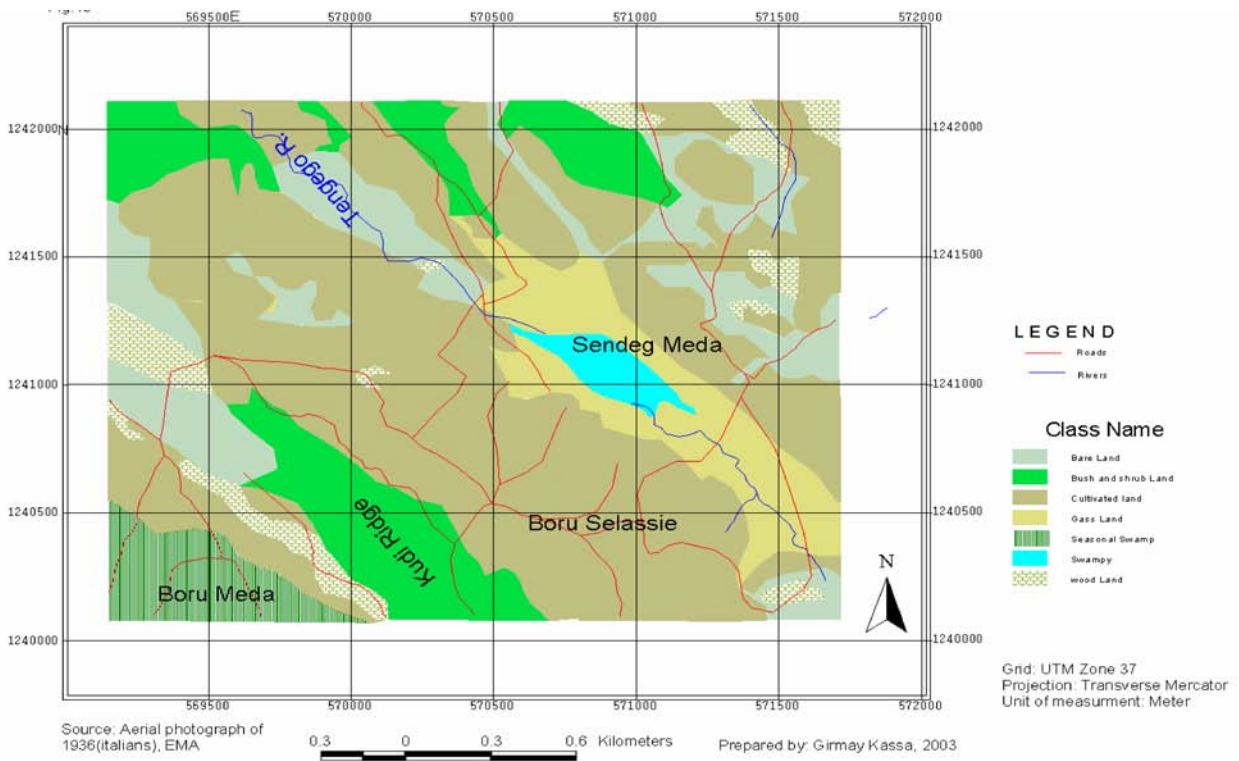 569500E 570000 570500 571000 571500 572000
1242000N 1242000
Tengego R.
1241500 1241500
Sendeg Meda
1241000 1241000
Kudi Ridge
1240500 1240500
Boru Selassie
Boru Meda
N
1240000 1240000
569500 570000 570500 571000 571500 572000
LEGEND
Roads
Rivers
Class Name
Bare Land
Bush and shrub Land
Cultivated land
Gass Land
Seasonal Swamp
Swampy
wood Land
Grid: UTM Zone 37
Projection: Transverse Mercator
Unit of measurment: Meter
Source: Aerial photograph of
1936(italians), EMA
0.3 0 0.3 0.6 Kilometers
Prepared by: Girmay Kassa, 2003